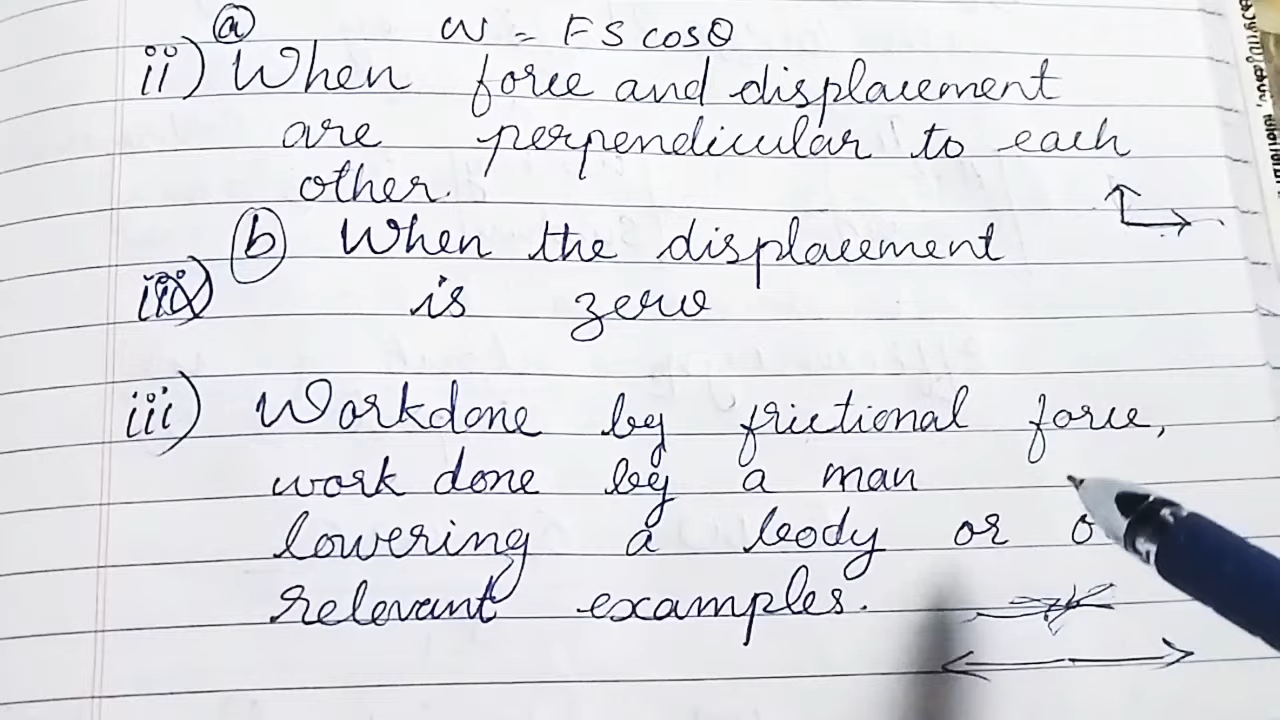 W = FS cosθ
ii) (a) When force and displacement
are perpendicular to each
other.
(b) When the displacement
is zero
iii) Workdone by frictional force,
work done by a man
lowering a body or
relevant examples.